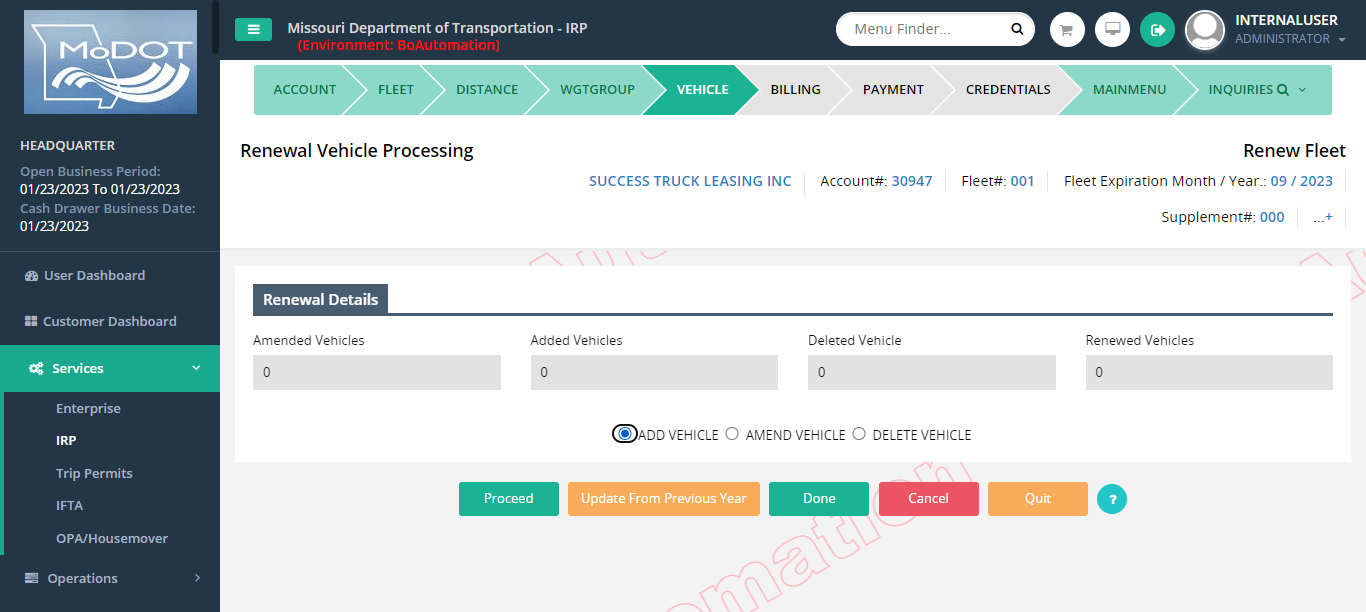 MoDOT
Missouri Department of Transportation - IRP
(Environment: BoAutomation)
Menu Finder...
INTERNALUSER
ADMINISTRATOR
ACCOUNT
FLEET
DISTANCE
WGTGROUP
VEHICLE
BILLING
PAYMENT
CREDENTIALS
MAINMENU
INQUIRIES
HEADQUARTER
Open Business Period:
01/23/2023 To 01/23/2023
Cash Drawer Business Date:
01/23/2023
User Dashboard
Customer Dashboard
Services
Enterprise
IRP
Trip Permits
IFTA
OPA/Housemover
Operations
Renewal Vehicle Processing
Renew Fleet
SUCCESS TRUCK LEASING INC
Account#: 30947
Fleet#: 001
Fleet Expiration Month / Year.: 09 / 2023
Supplement#: 000
...+
Renewal Details
Amended Vehicles
Added Vehicles
Deleted Vehicle
Renewed Vehicles
0
0
0
0
ADD VEHICLE
AMEND VEHICLE
DELETE VEHICLE
Proceed
Update From Previous Year
Done
Cancel
Quit
?